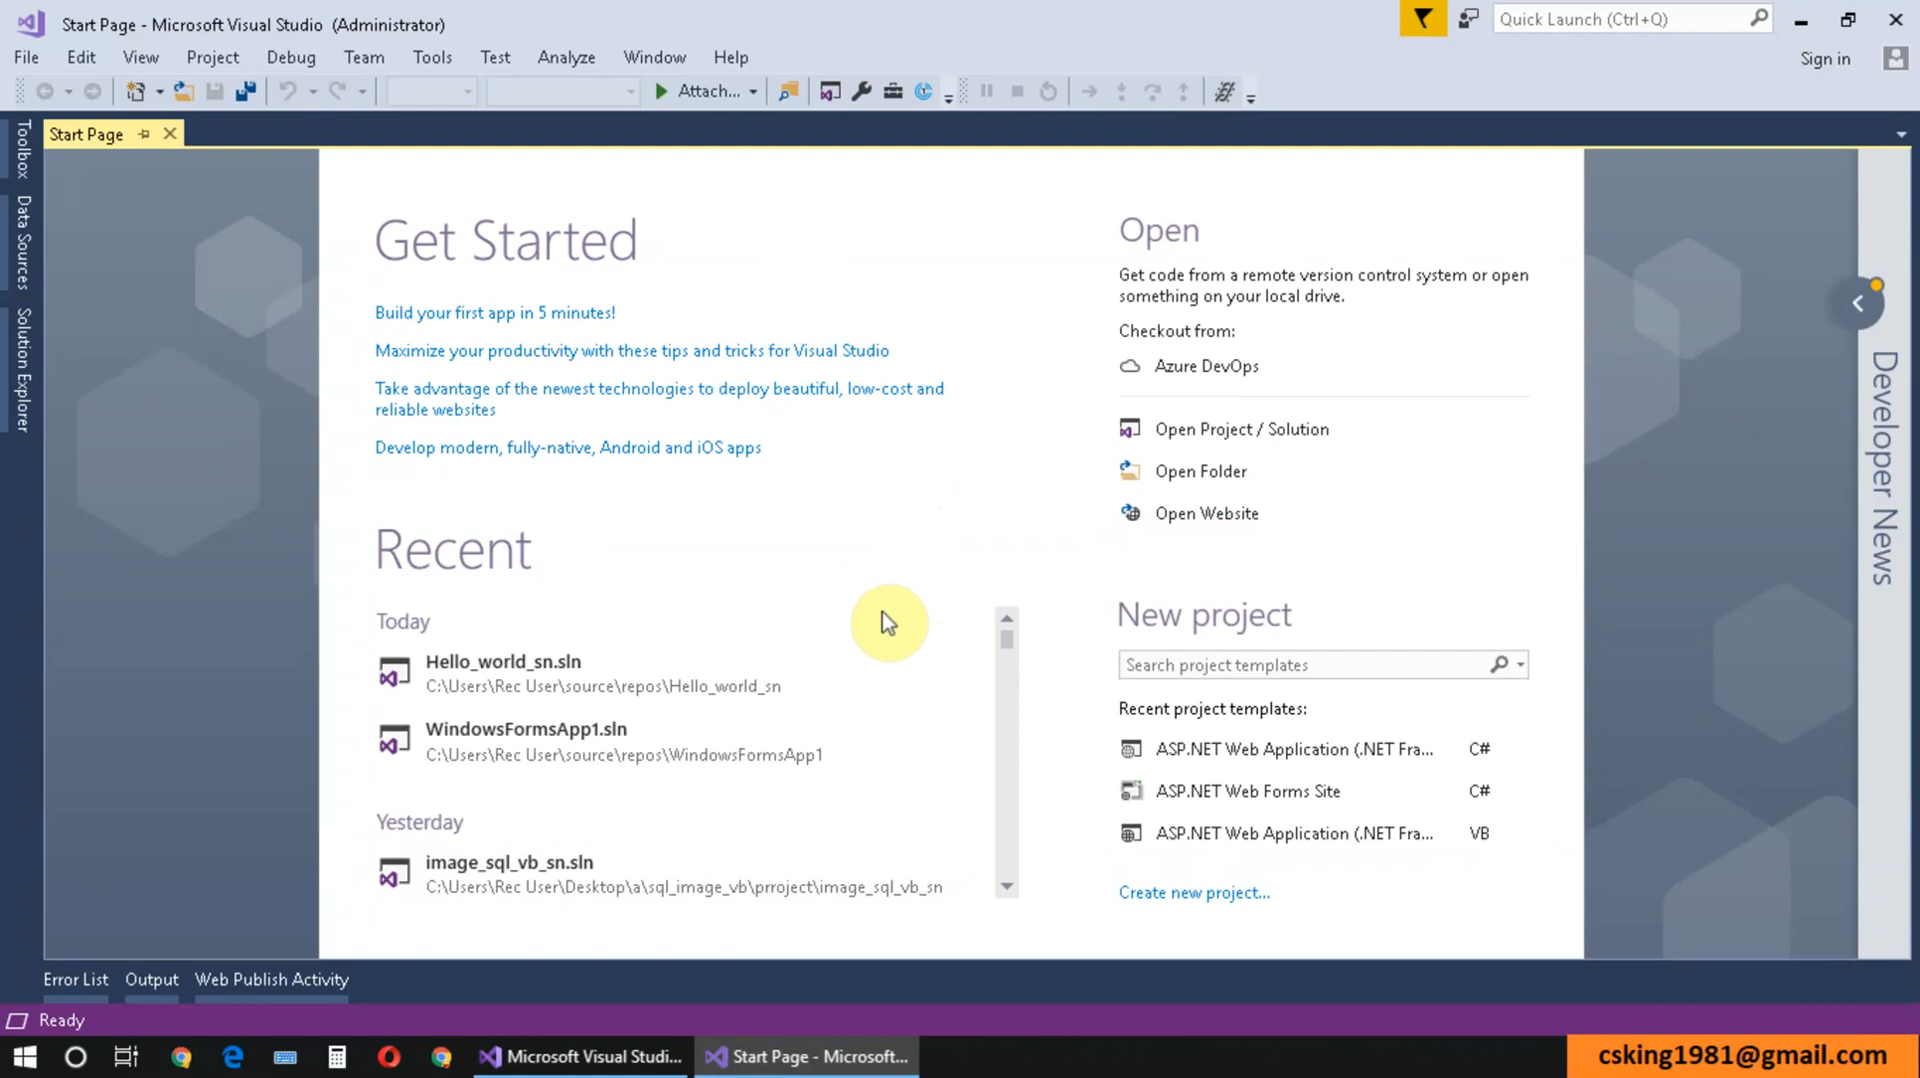 Start Page - Microsoft Visual Studio (Administrator)
Quick Launch (Ctrl+Q)
File Edit View Project Debug Team Tools Test Analyze Window Help
Sign in
Attach...
Start Page
Toolbox
Data Sources
Solution Explorer
Get Started
Build your first app in 5 minutes!
Maximize your productivity with these tips and tricks for Visual Studio
Take advantage of the newest technologies to deploy beautiful, low-cost and
reliable websites
Develop modern, fully-native, Android and iOS apps
Recent
Today
Hello_world_sn.sln
C:\Users\Rec User\source\repos\Hello_world_sn
WindowsFormsApp1.sln
C:\Users\Rec User\source\repos\WindowsFormsApp1
Yesterday
image_sql_vb_sn.sln
C:\Users\Rec User\Desktop\a\sql_image_vb\prroject\image_sql_vb_sn
Open
Get code from a remote version control system or open
something on your local drive.
Checkout from:
Azure DevOps
Open Project / Solution
Open Folder
Open Website
New project
Search project templates
Recent project templates:
ASP.NET Web Application (.NET Fra... C#
ASP.NET Web Forms Site C#
ASP.NET Web Application (.NET Fra... VB
Create new project...
Developer News
Error List Output Web Publish Activity
Ready
Microsoft Visual Studi...
Start Page - Microsoft...
csking1981@gmail.com